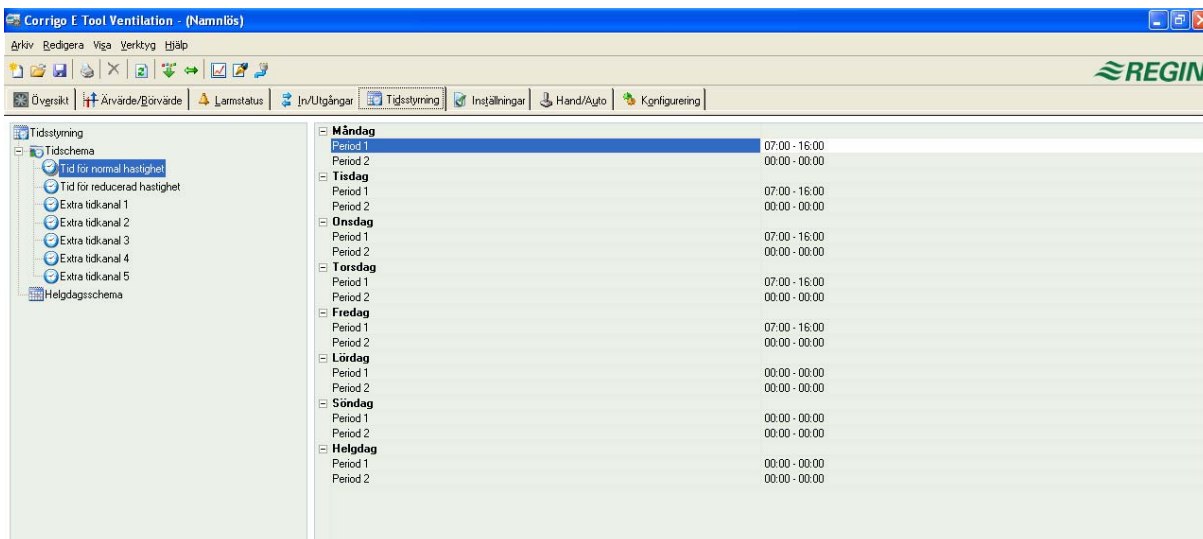 Corrigo E Tool Ventilation - (Namnlös)
Arkiv Redigera Visa Verktyg Hjälp
REGIN
Översikt Ärvärde/Börvärde Larmstatus In/Utgångar Tidsstyrning Inställningar Hand/Auto Konfigurering
Tidsstyrning
Tidschema
Tid för normal hastighet
Tid för reducerad hastighet
Extra tidkanal 1
Extra tidkanal 2
Extra tidkanal 3
Extra tidkanal 4
Extra tidkanal 5
Helgdagsschema
Måndag
Period 1 07:00 - 16:00
Period 2 00:00 - 00:00
Tisdag
Period 1 07:00 - 16:00
Period 2 00:00 - 00:00
Onsdag
Period 1 07:00 - 16:00
Period 2 00:00 - 00:00
Torsdag
Period 1 07:00 - 16:00
Period 2 00:00 - 00:00
Fredag
Period 1 07:00 - 16:00
Period 2 00:00 - 00:00
Lördag
Period 1 00:00 - 00:00
Period 2 00:00 - 00:00
Söndag
Period 1 00:00 - 00:00
Period 2 00:00 - 00:00
Helgdag
Period 1 00:00 - 00:00
Period 2 00:00 - 00:00